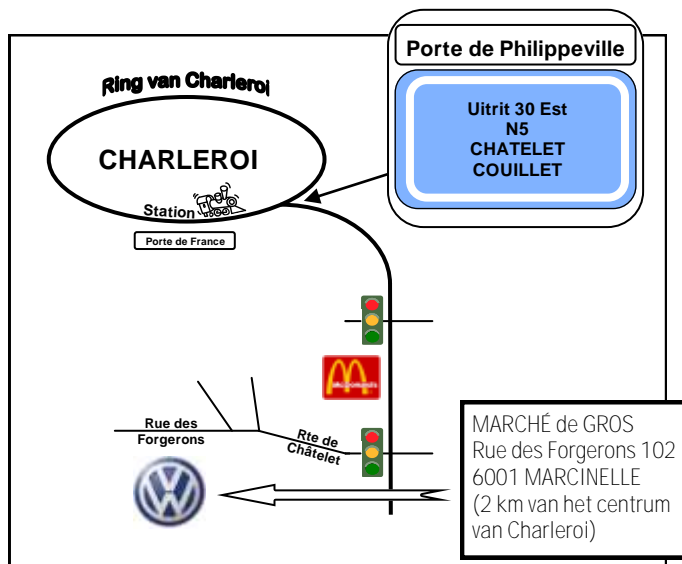 Porte de Philippeville
Uitrit 30 Est
N5
CHATELET
COUILLET
Ring van Charleroi
CHARLEROI
Station
Porte de France
Rue des
Forgerons
Rte de
Châtelet
MARCHÉ de GROS
Rue des Forgerons 102
6001 MARCINELLE
(2 km van het centrum
van Charleroi)